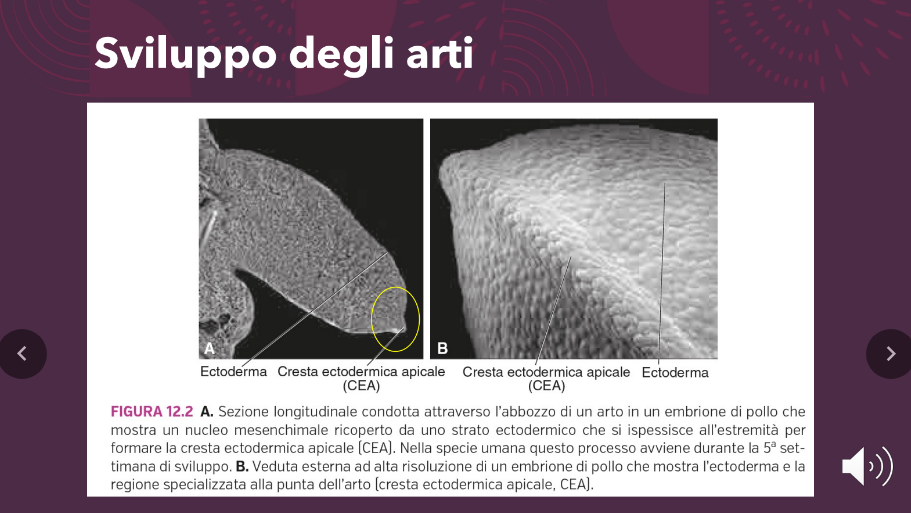 Sviluppo degli arti
A
B
Ectoderma Cresta ectodermica apicale Cresta ectodermica apicale Ectoderma
(CEA) (CEA)
FIGURA 12.2 A. Sezione longitudinale condotta attraverso l'abbozzo di un arto in un embrione di pollo che
mostra un nucleo mesenchimale ricoperto da uno strato ectodermico che si ispessisce all'estremità per
formare la cresta ectodermica apicale [CEA]. Nella specie umana questo processo avviene durante la 5ª set-
timana di sviluppo. B. Veduta esterna ad alta risoluzione di un embrione di pollo che mostra l'ectoderma e la
regione specializzata alla punta dell'arto [cresta ectodermica apicale, CEA].